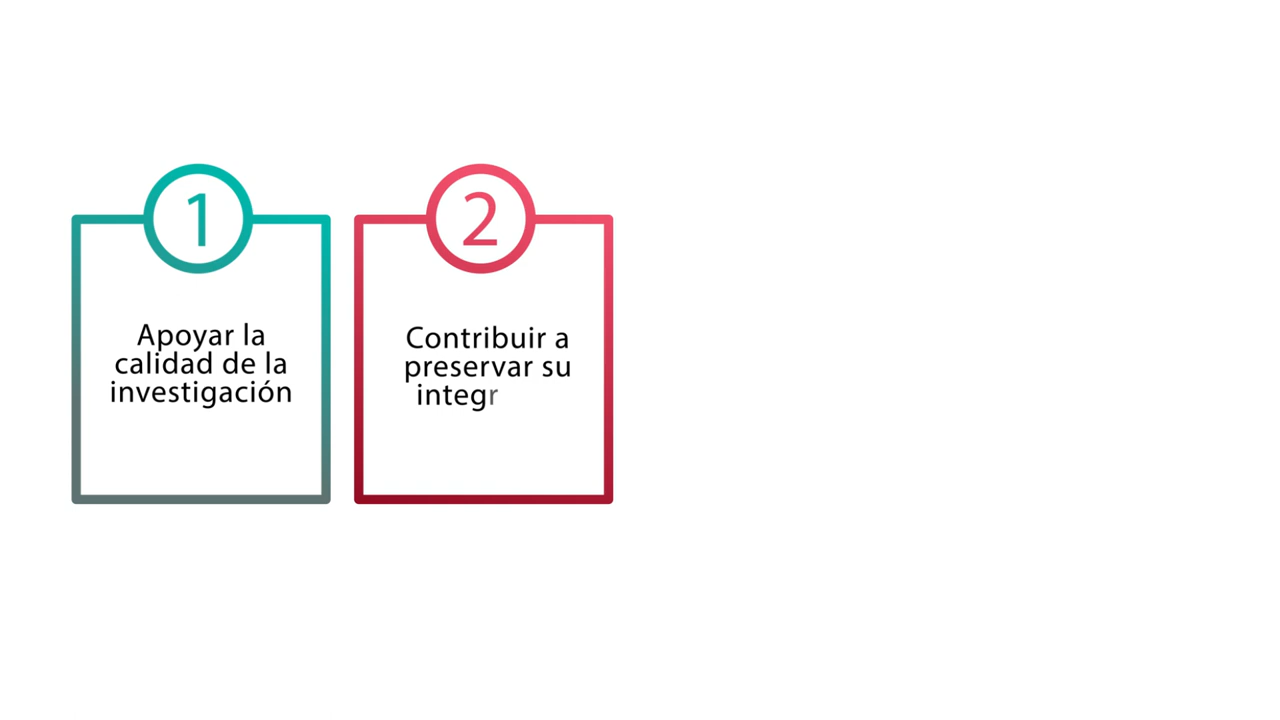 1
Apoyar la
calidad de la
investigación
2
Contribuir a
preservar su
integr